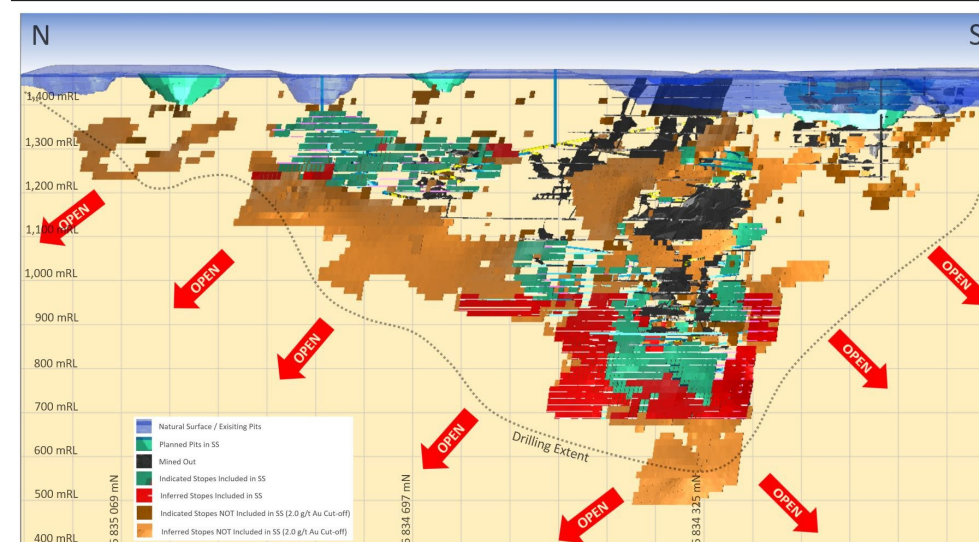 N
S
1,400 mRL
1,300 mRL
1,200 mRL
OPEN
1,100 mRL
OPEN
OPEN
1,000 mRL
900 mRL
OPEN
OPEN
800 mRL
700 mRL
OPEN
Drilling Extent
600 mRL
500 mRL
OPEN
OPEN
400 mRL
Natural Surface / Exisiting Pits
Planned Pits in SS
Mined Out
Indicated Stopes Included in SS
Inferred Stopes Included in SS
Indicated Stopes NOT Included in SS (2.0 g/t Au Cut-off)
Inferred Stopes NOT Included in SS (2.0 g/t Au Cut-off)
835 069 mN
834 697 mN
834 325 mN